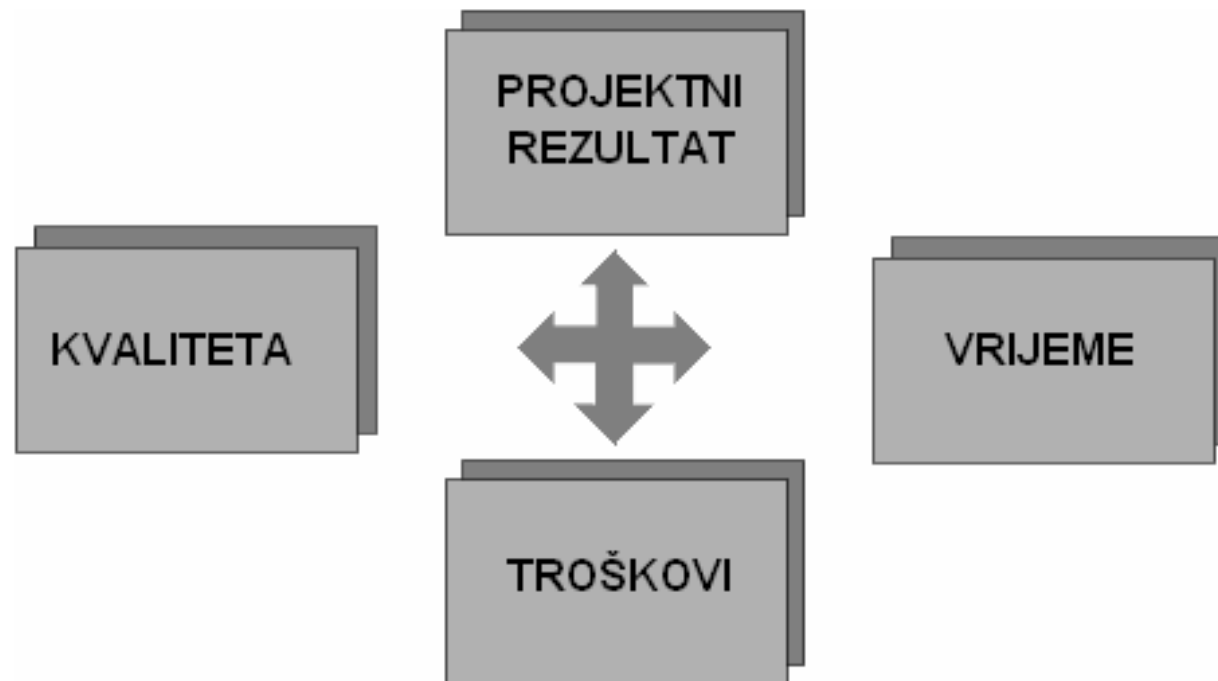 PROJEKTNI
REZULTAT
KVALITETA
VRIJEME
TROŠKOVI